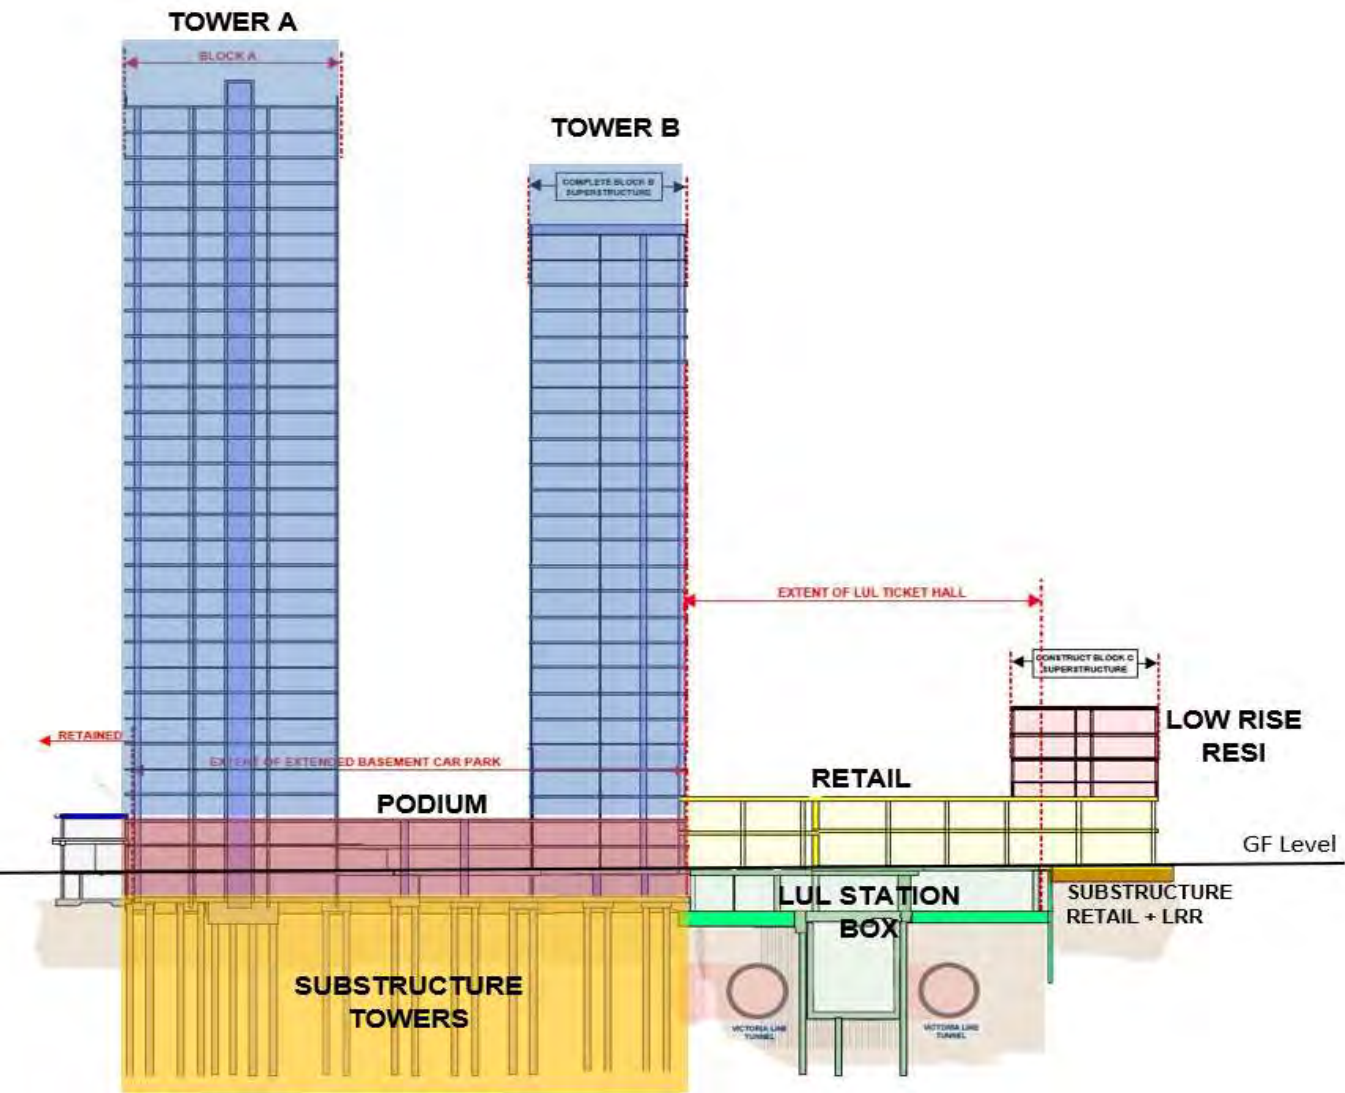 TOWER A
BLOCK A
TOWER B
COMPLETE BLOCK B
SUPERSTRUCTURE
EXTENT OF LUL TICKET HALL
CONSTRUCT BLOCK C
SUPERSTRUCTURE
LOW RISE
RESI
RETAINED
EXTENT OF EXTENDED BASEMENT CAR PARK
RETAIL
PODIUM
GF Level
LUL STATION
BOX
SUBSTRUCTURE
RETAIL + LRR
SUBSTRUCTURE
TOWERS
VICTORIA LINE
TUNNEL
VICTORIA LINE
TUNNEL